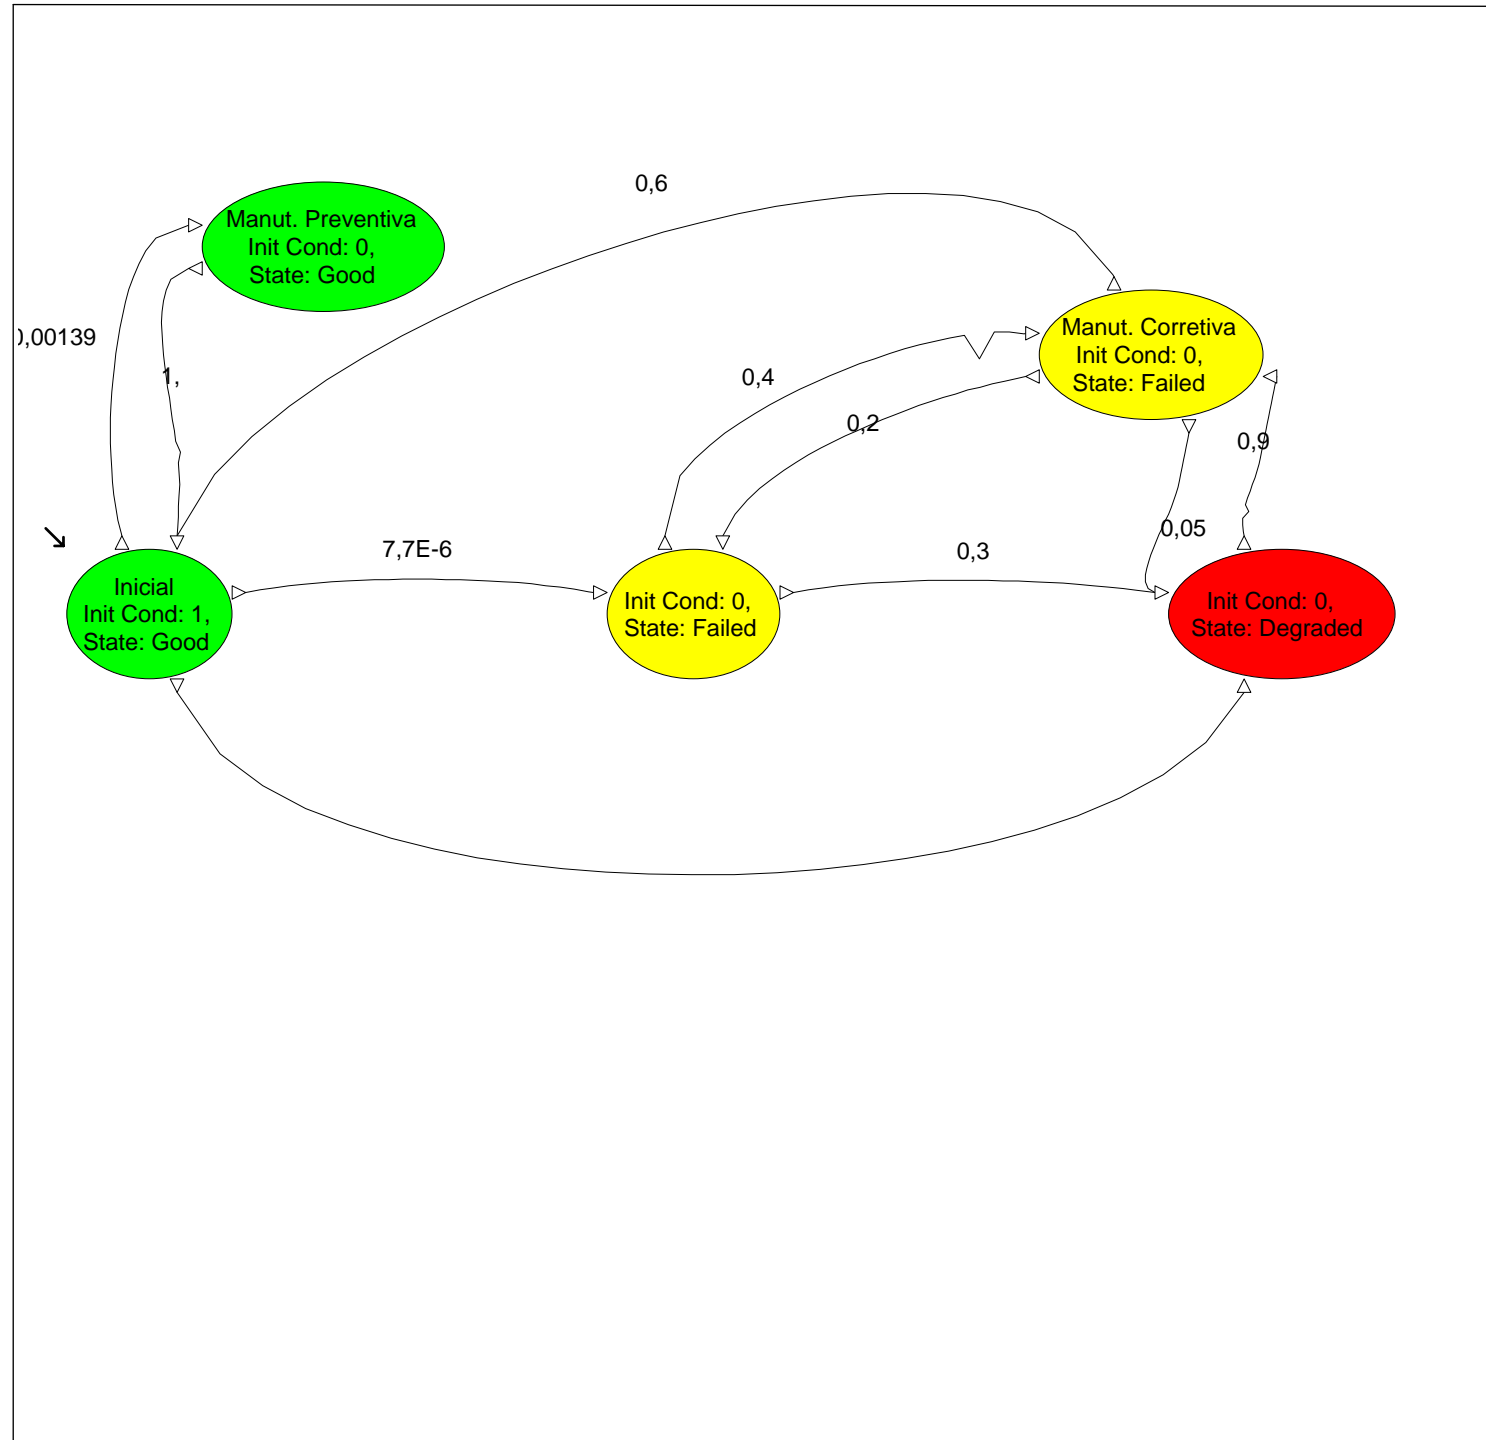 0,6
Manut. Preventiva
Init Cond: 0,
State: Good
,00139
1,
Manut. Corretiva
Init Cond: 0,
State: Failed
0,4
0,2
0,9
0,05
7,7E-6
0,3
Inicial
Init Cond: 1,
State: Good
Init Cond: 0,
State: Failed
Init Cond: 0,
State: Degraded